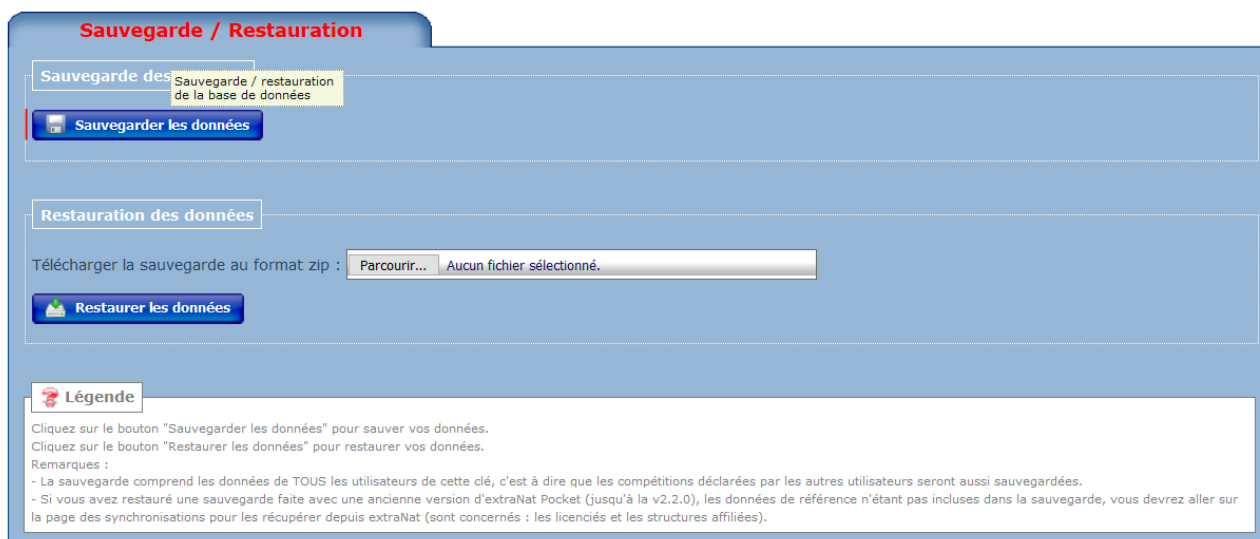 Sauvegarde / Restauration
Sauvegarde des
Sauvegarde / restauration
de la base de données
Sauvegarder les données
Restauration des données
Télécharger la sauvegarde au format zip : Parcourir... Aucun fichier sélectionné.
Restaurer les données
Légende
Cliquez sur le bouton "Sauvegarder les données" pour sauver vos données.
Cliquez sur le bouton "Restaurer les données" pour restaurer vos données.
Remarques :
- La sauvegarde comprend les données de TOUS les utilisateurs de cette clé, c'est à dire que les compétitions déclarées par les autres utilisateurs seront aussi sauvegardées.
- Si vous avez restauré une sauvegarde faite avec une ancienne version d'extraNat Pocket (jusqu'à la v2.2.0), les données de référence n'étant pas incluses dans la sauvegarde, vous devrez aller sur
la page des synchronisations pour les récupérer depuis extraNat (sont concernés : les licenciés et les structures affiliées).